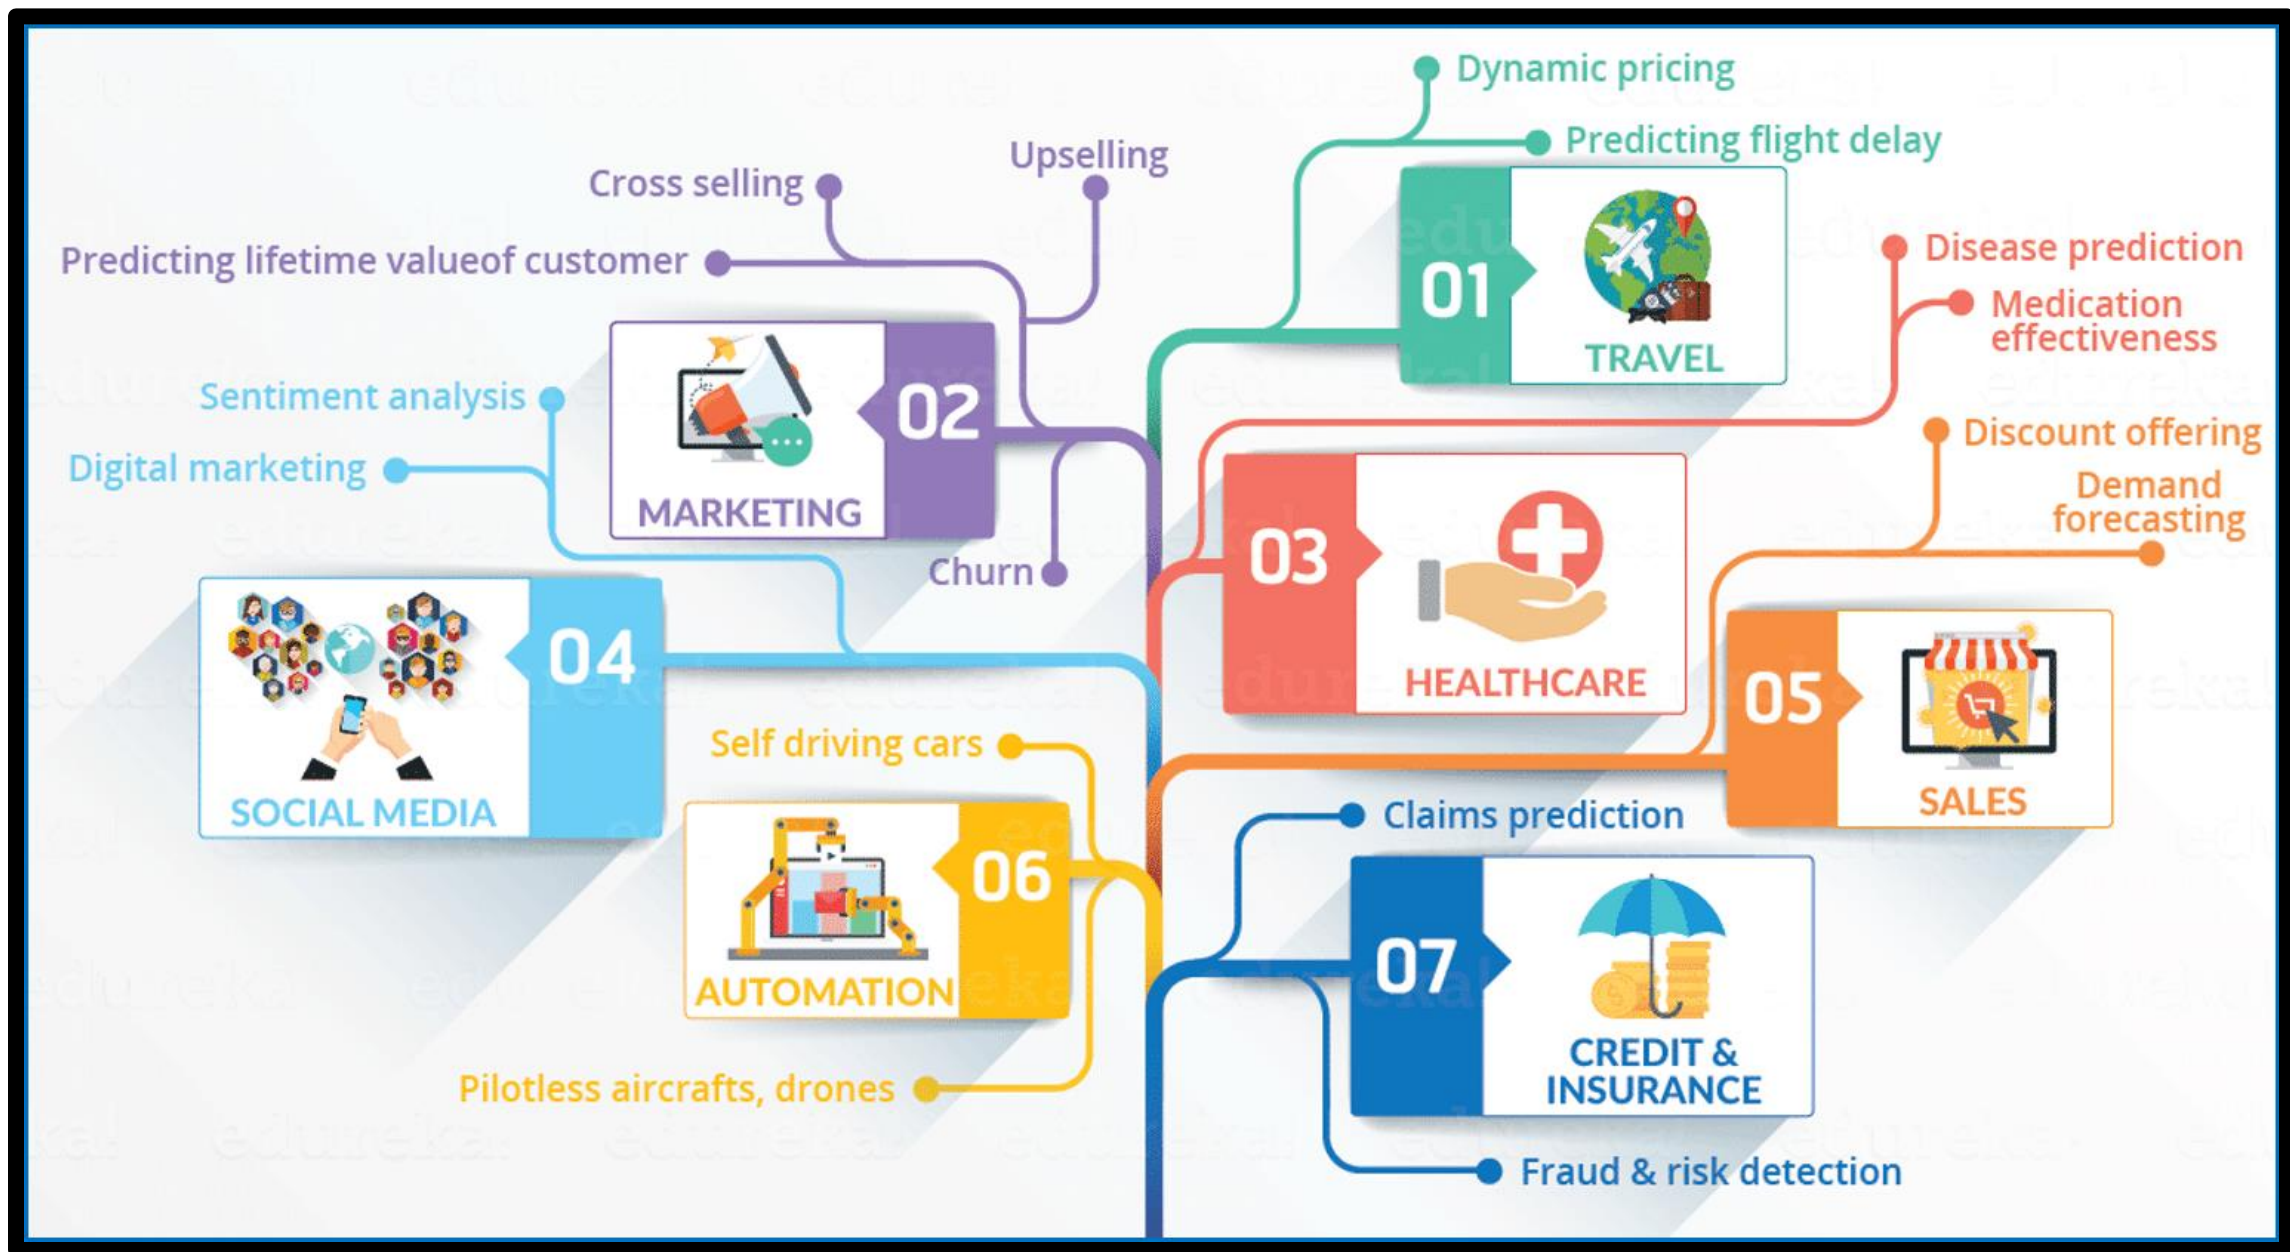 Dynamic pricing
Predicting flight delay
01
TRAVEL
Upselling
Cross selling
Predicting lifetime valueof customer
02
MARKETING
Churn
Disease prediction
Medication
effectiveness
03
HEALTHCARE
Sentiment analysis
Digital marketing
04
SOCIAL MEDIA
Discount offering
Demand
forecasting
05
SALES
Self driving cars
06
AUTOMATION
Pilotless aircrafts, drones
Claims prediction
07
CREDIT &
INSURANCE
Fraud & risk detection
edureka!